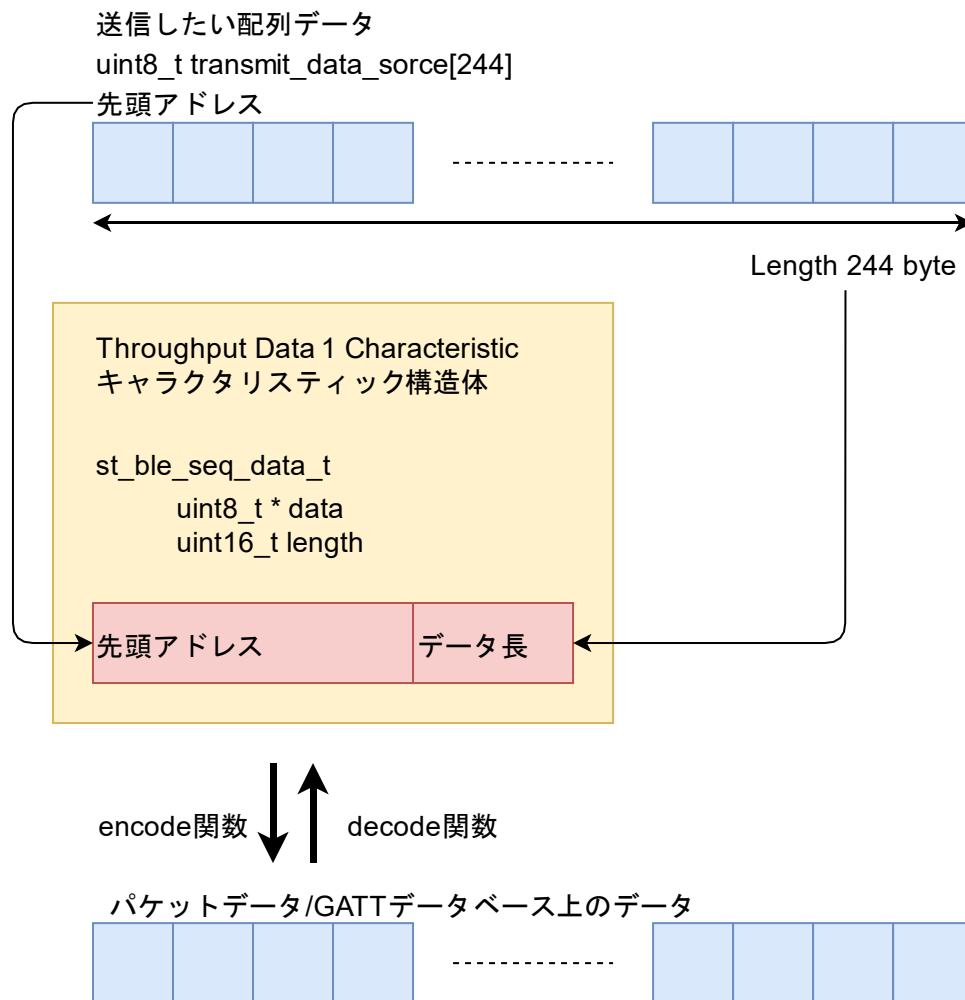 送信したい配列データ
uint8_t transmit_data_sorce[244]
先頭アドレス
Length 244 byte
Throughput Data 1 Characteristic
キャラクタリスティック構造体
st_ble_seq_data_t
uint8_t * data
uint16_t length
先頭アドレス
データ長
encode関数
decode関数
パケットデータ/GATTデータベース上のデータ